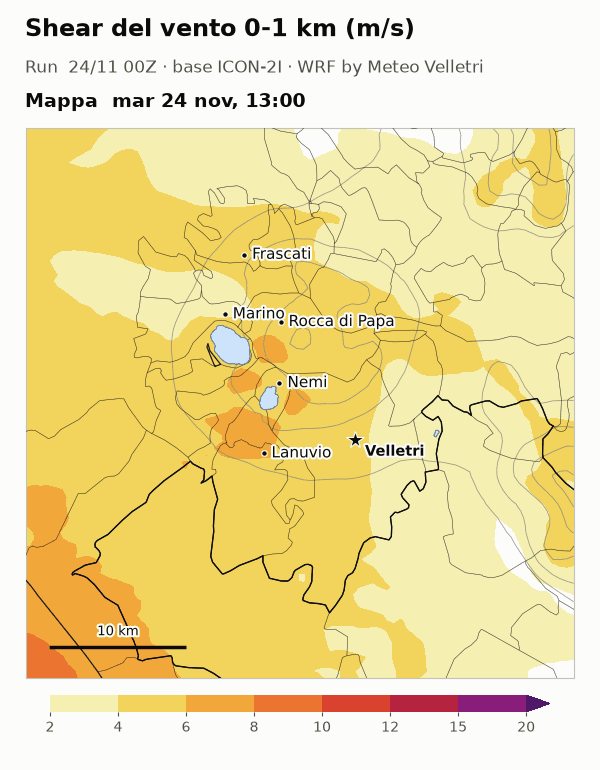 Shear del vento 0-1 km (m/s)
Run  24/11 00Z · base ICON-2I · WRF by Meteo Velletri
Mappa  mar 24 nov, 13:00
Frascati
Marino
Rocca di Papa
Nemi
Velletri
Lanuvio
10 km
2 4 6 8 10 12 15 20